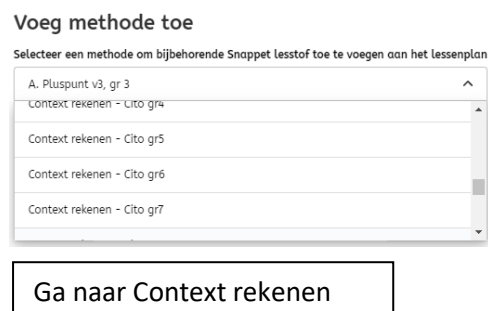 Voeg methode toe
Selecteer een methode om bijbehorende Snappet lesstof toe te voegen aan het lessenplan
A. Pluspunt v3, gr 3
Context rekenen - Cito gr4
Context rekenen - Cito gr5
Context rekenen - Cito gr6
Context rekenen - Cito gr7
Ga naar Context rekenen